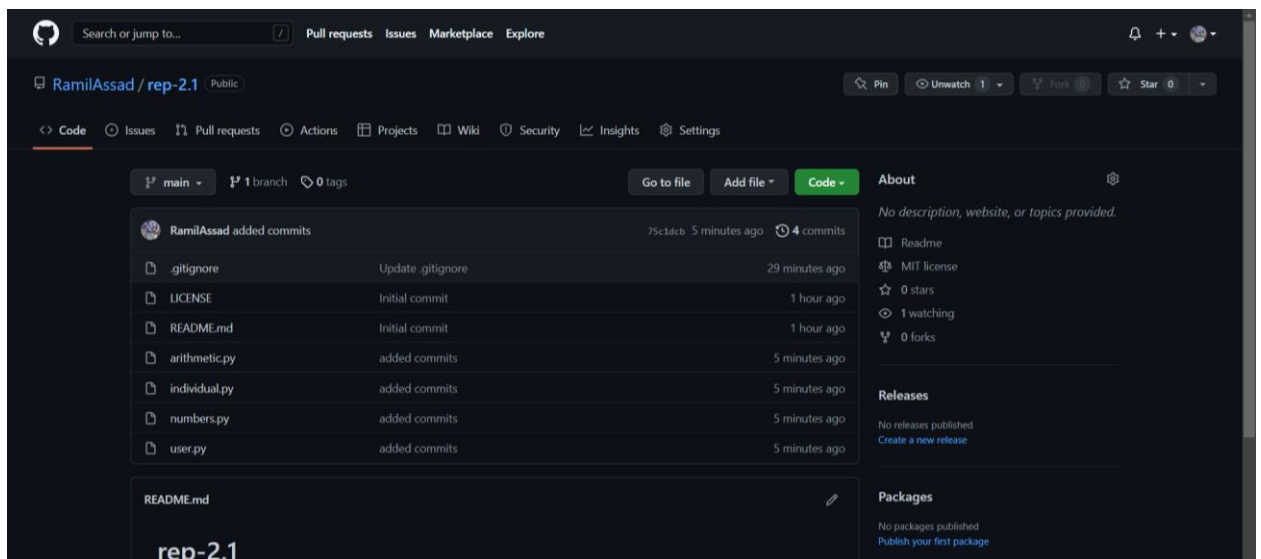 Search or jump to... /
Pull requests Issues Marketplace Explore
RamilAssad / rep-2.1 Public
Pin Unwatch 1 Fork 0 Star 0
Code Issues Pull requests Actions Projects Wiki Security Insights Settings
main 1 branch 0 tags
Go to file Add file Code
RamilAssad added commits 75c1dcb 5 minutes ago 4 commits
.gitignore Update .gitignore 29 minutes ago
LICENSE Initial commit 1 hour ago
README.md Initial commit 1 hour ago
arithmetic.py added commits 5 minutes ago
individual.py added commits 5 minutes ago
numbers.py added commits 5 minutes ago
user.py added commits 5 minutes ago
README.md
rep-2.1
About
No description, website, or topics provided.
Readme
MIT license
0 stars
1 watching
0 forks
Releases
No releases published
Create a new release
Packages
No packages published
Publish your first package